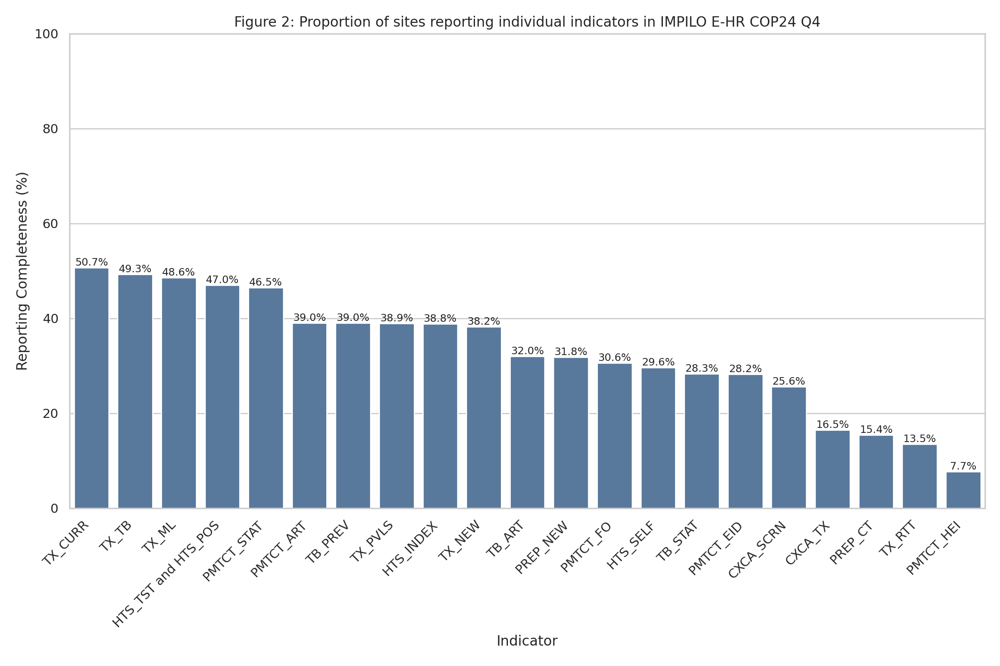 Figure 2: Proportion of sites reporting individual indicators in IMPILO E-HR COP24 Q4
Reporting Completeness (%)
100
80
60
40
20
0
50.7%
49.3%
48.6%
47.0%
46.5%
39.0%
39.0%
38.9%
38.8%
38.2%
32.0%
31.8%
30.6%
29.6%
28.3%
28.2%
25.6%
16.5%
15.4%
13.5%
7.7%
TX_CURR
TX_TB
TX_ML
HTS_TST and HTS_POS
PMTCT_STAT
PMTCT_ART
TB_PREV
TX_PVLS
HTS_INDEX
TX_NEW
TB_ART
PREP_NEW
PMTCT_FO
HTS_SELF
TB_STAT
PMTCT_EID
CXCA_SCRN
CXCA_TX
PREP_CT
TX_RTT
PMTCT_HEI
Indicator